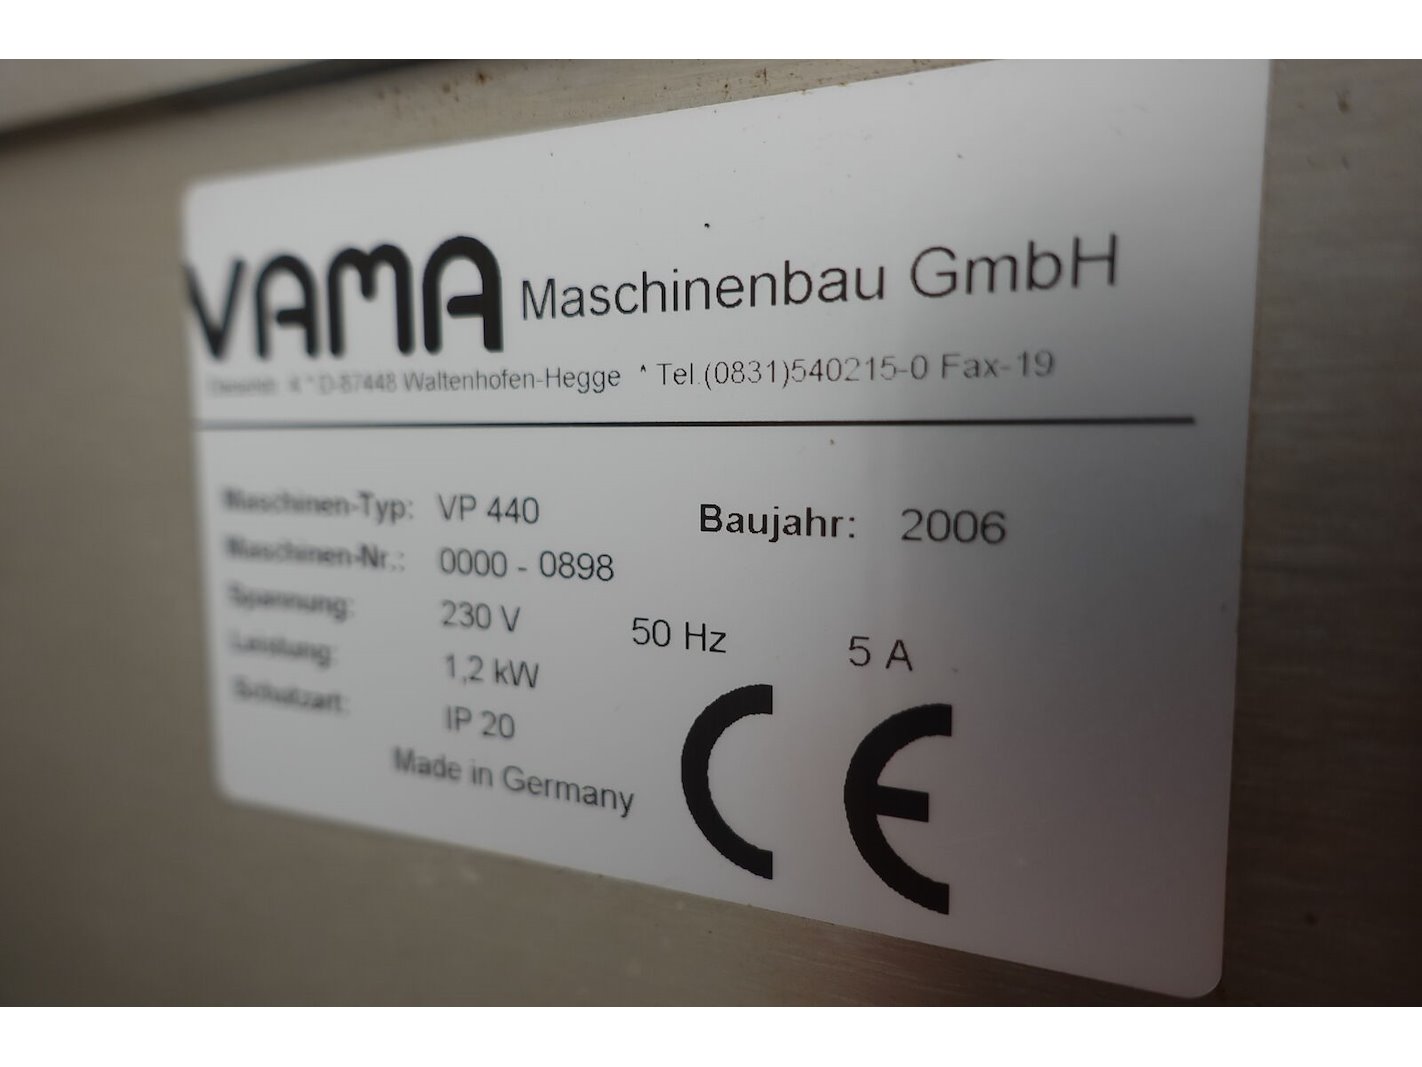 VAMA Maschinenbau GmbH
4 * D-87448 Waltenhofen-Hegge * Tel.(0831)540215-0 Fax-19
Maschinen-Typ: VP 440 Baujahr: 2006
Maschinen-Nr.: 0000 - 0898
Spannung: 230 V 50 Hz 5 A
Leistung: 1,2 kW
Schutzart: IP 20
Made in Germany
CE